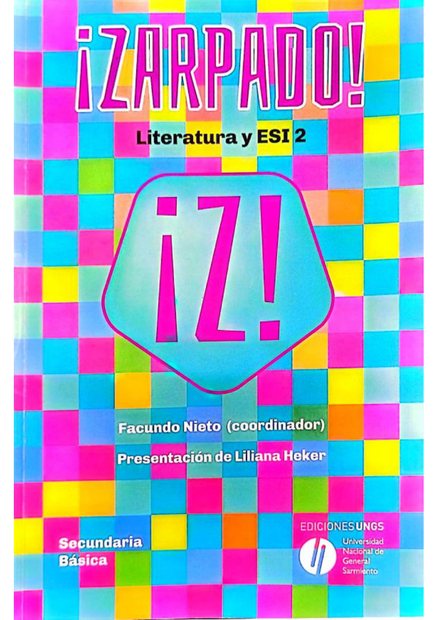 ¡ZARPADO!
Literatura y ESI 2
¡Z!
Facundo Nieto (coordinador)
Presentación de Liliana Heker
Secundaria
Básica
EDICIONES UNGS
Universidad
Nacional de
General
Sarmiento